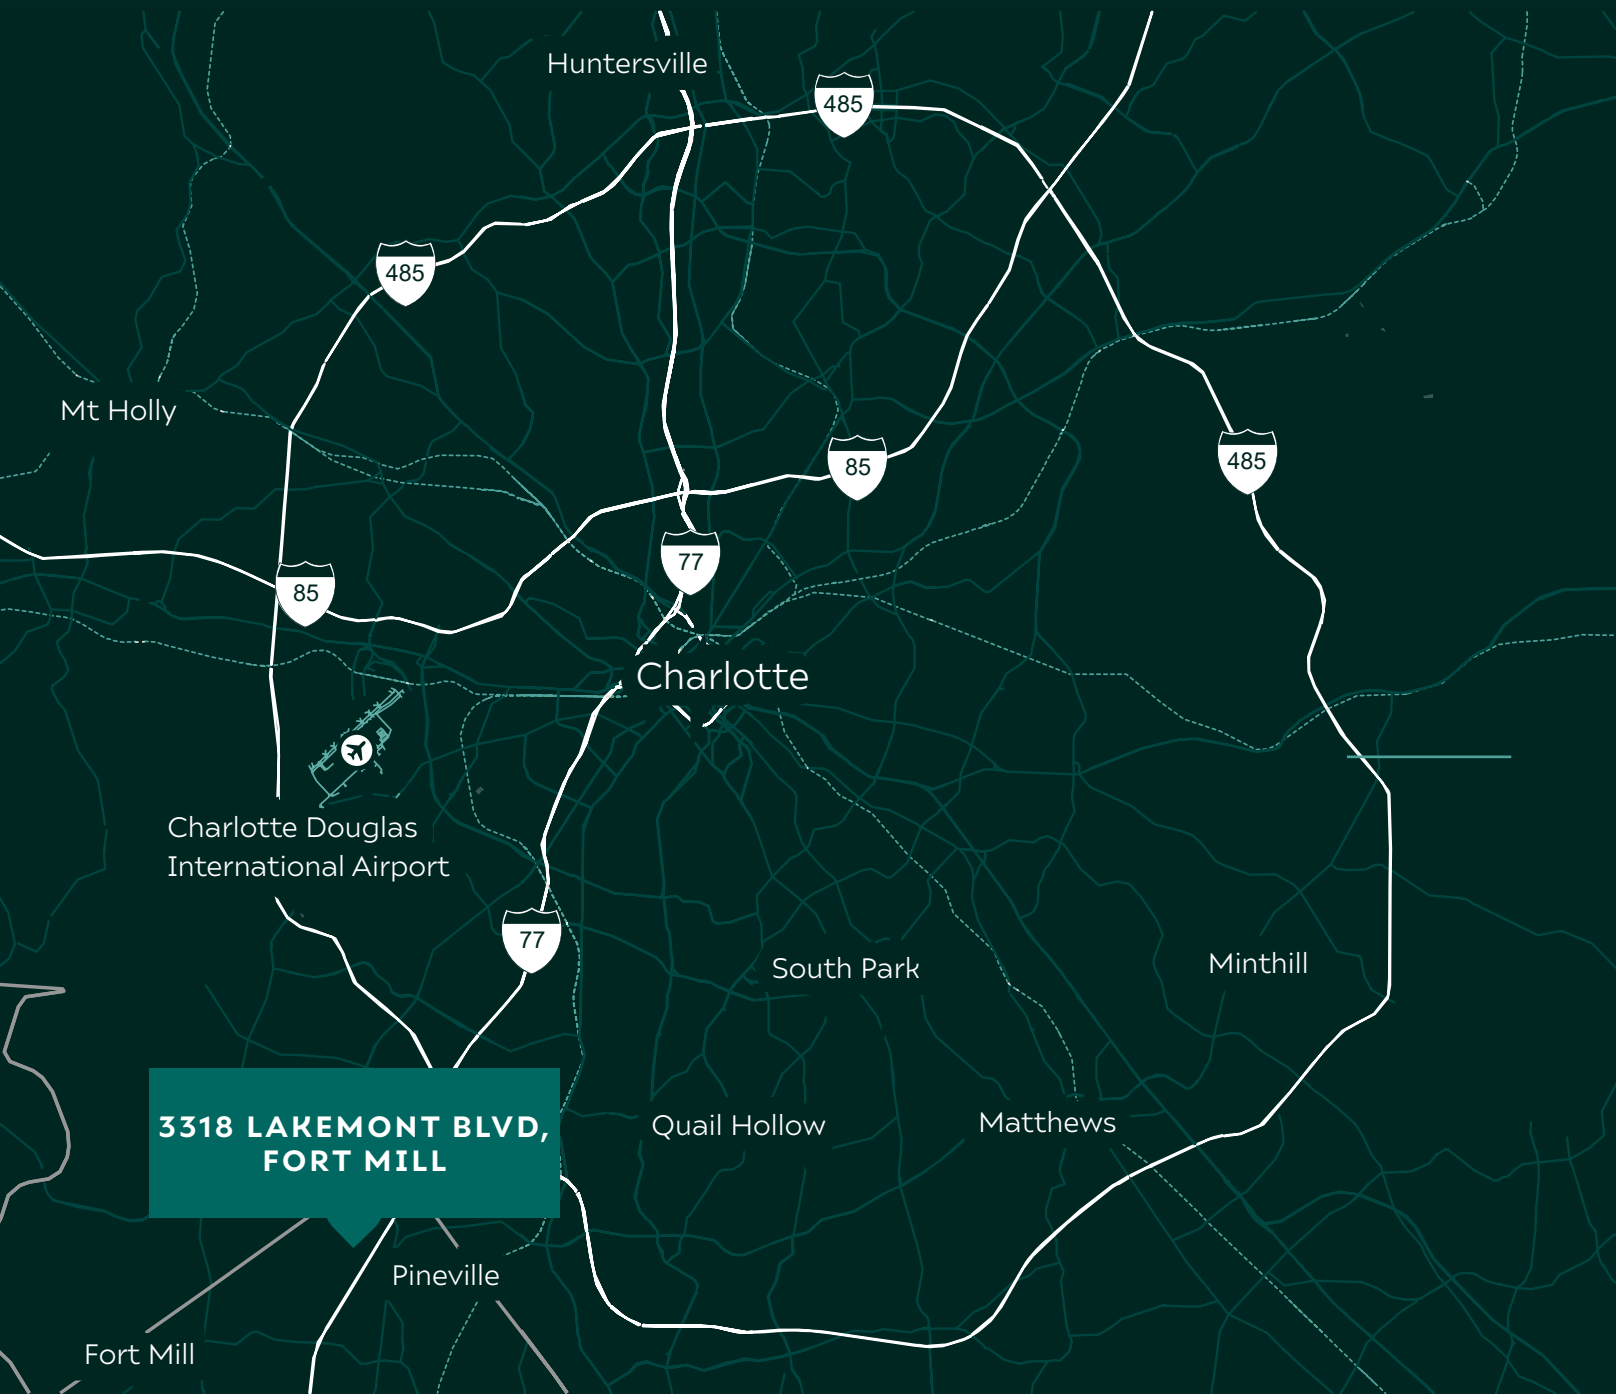 Huntersville
485
485
Mt Holly
85
485
77
85
Charlotte
Charlotte Douglas
International Airport
77
South Park
Minthill
3318 LAKEMONT BLVD,
FORT MILL
Quail Hollow
Matthews
Pineville
Fort Mill